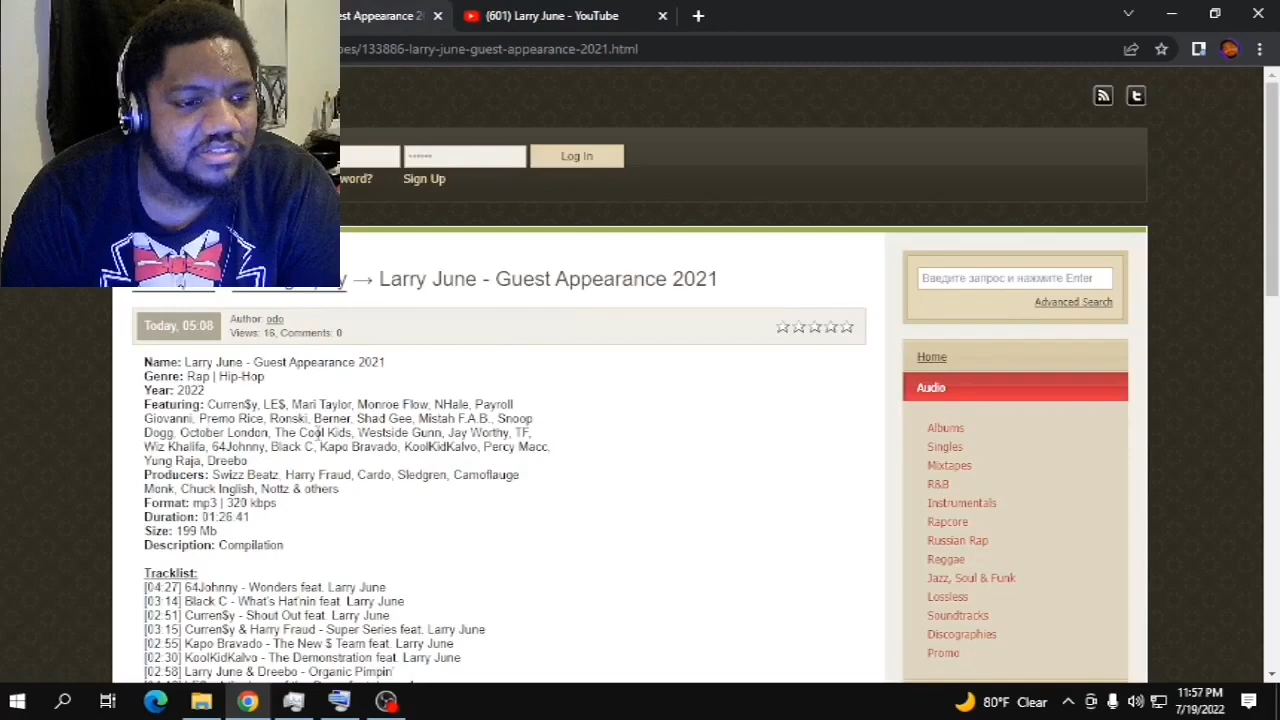 est Appearance 2
(601) Larry June - YouTube
pes/133886-larry-june-guest-appearance-2021.html
Log In
word?
Sign Up
→ Larry June - Guest Appearance 2021
Today, 05:08
Author: odo
Views: 16, Comments: 0
Name: Larry June - Guest Appearance 2021
Genre: Rap | Hip-Hop
Year: 2022
Featuring: Curren$y, LE$, Mari Taylor, Monroe Flow, NHale, Payroll
Giovanni, Premo Rice, Ronski, Berner, Shad Gee, Mistah F.A.B., Snoop
Dogg, October London, The Cool Kids, Westside Gunn, Jay Worthy, TF,
Wiz Khalifa, 64Johnny, Black C, Kapo Bravado, KoolKidKalvo, Percy Macc,
Yung Raja, Dreebo
Producers: Swizz Beatz, Harry Fraud, Cardo, Sledgren, Camoflauge
Monk, Chuck Inglish, Nottz & others
Format: mp3 | 320 kbps
Duration: 01:26:41
Size: 199 Mb
Description: Compilation
Tracklist:
[04:27] 64Johnny - Wonders feat. Larry June
[03:14] Black C - What's Hat'nin feat. Larry June
[02:51] Curren$y - Shout Out feat. Larry June
[03:15] Curren$y & Harry Fraud - Super Series feat. Larry June
[02:55] Kapo Bravado - The New $ Team feat. Larry June
[02:30] KoolKidKalvo - The Demonstration feat. Larry June
[02:58] Larry June & Dreebo - Organic Pimpin'
Введите запрос и нажмите Enter
Advanced Search
Home
Audio
Albums
Singles
Mixtapes
R&B
Instrumentals
Rapcore
Russian Rap
Reggae
Jazz, Soul & Funk
Lossless
Soundtracks
Discographies
Promo
80°F Clear
11:57 PM
7/19/2022